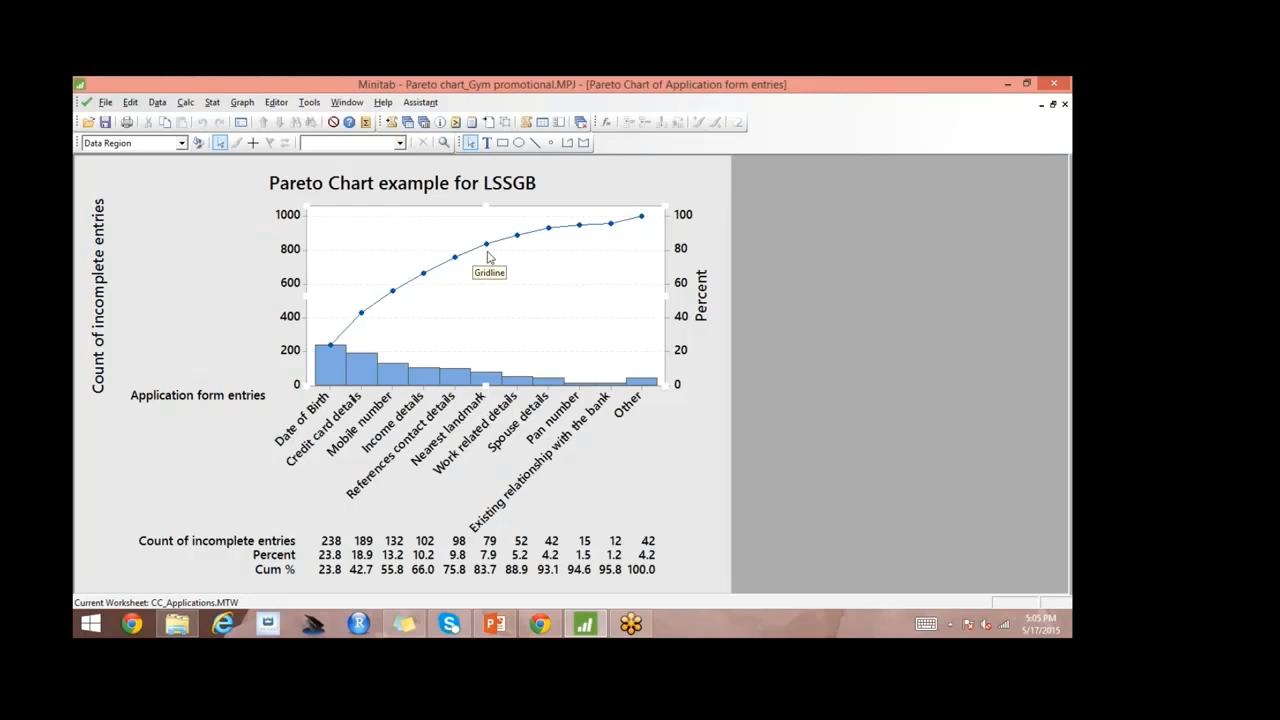 Minitab - Pareto chart_Gym promotional.MPJ - [Pareto Chart of Application form entries]
File Edit Data Calc Stat Graph Editor Tools Window Help Assistant
Data Region
Pareto Chart example for LSSGB
Count of incomplete entries
1000
800
600
400
200
0
100
80
60
40
20
0
Percent
Gridline
Application form entries
Date of Birth
Credit card details
Mobile number
Income details
References contact details
Nearest landmark
Work related details
Spouse details
Pan number
Existing relationship with the bank
Other
Count of incomplete entries 238 189 132 102 98 79 52 42 15 12 42
Percent 23.8 18.9 13.2 10.2 9.8 7.9 5.2 4.2 1.5 1.2 4.2
Cum % 23.8 42.7 55.8 66.0 75.8 83.7 88.9 93.1 94.6 95.8 100.0
Current Worksheet: CC_Applications.MTW
5:05 PM
5/17/2015